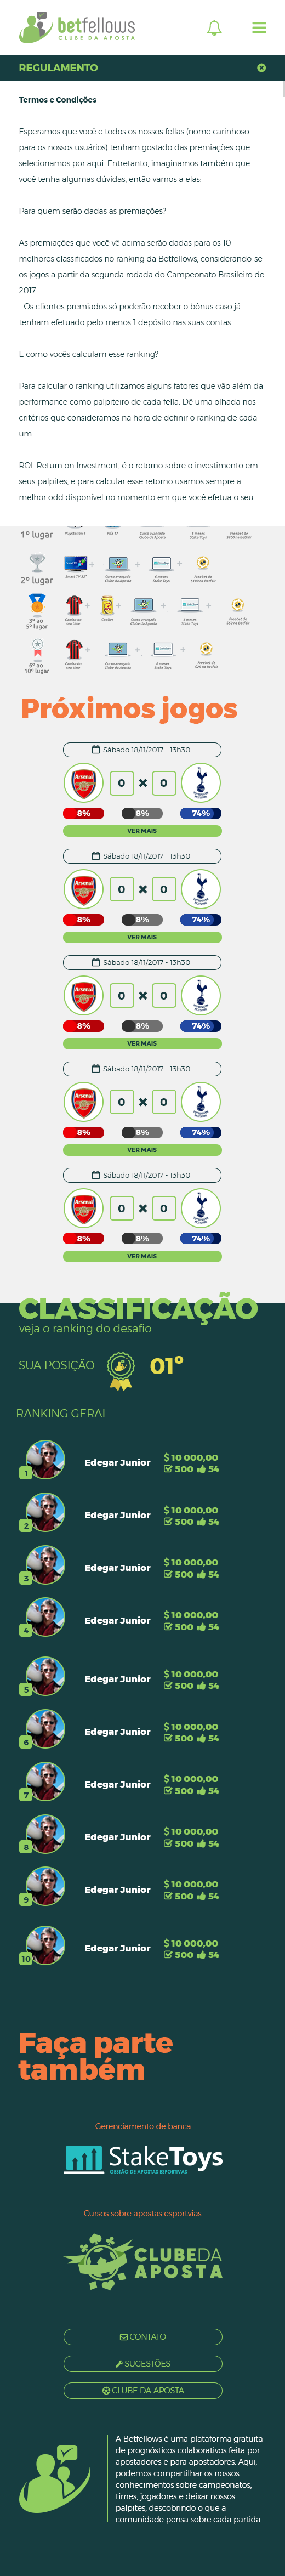 betfellows
CLUBE DA APOSTA
REGULAMENTO
Termos e Condições
Esperamos que você e todos os nossos fellas (nome carinhoso
para os nossos usuários) tenham gostado das premiações que
selecionamos por aqui. Entretanto, imaginamos também que
você tenha algumas dúvidas, então vamos a elas:
Para quem serão dadas as premiações?
As premiações que você vê acima serão dadas para os 10
melhores classificados no ranking da Betfellows, considerando-se
os jogos a partir da segunda rodada do Campeonato Brasileiro de
2017
- Os clientes premiados só poderão receber o bônus caso já
tenham efetuado pelo menos 1 depósito nas suas contas.
E como vocês calculam esse ranking?
Para calcular o ranking utilizamos alguns fatores que vão além da
performance como palpiteiro de cada fella. Dê uma olhada nos
critérios que consideramos na hora de definir o ranking de cada
um:
ROI: Return on Investment, é o retorno sobre o investimento em
seus palpites, e para calcular esse retorno usamos sempre a
melhor odd disponível no momento em que você efetua o seu
1º lugar
2º lugar
3º ao
5º lugar
6º ao
10º lugar
Próximos jogos
Sábado 18/11/2017 - 13h30
Arsenal
0 0
8% 8% 74%
VER MAIS
Sábado 18/11/2017 - 13h30
Arsenal
0 0
8% 8% 74%
VER MAIS
Sábado 18/11/2017 - 13h30
Arsenal
0 0
8% 8% 74%
VER MAIS
Sábado 18/11/2017 - 13h30
Arsenal
0 0
8% 8% 74%
VER MAIS
Sábado 18/11/2017 - 13h30
Arsenal
0 0
8% 8% 74%
VER MAIS
CLASSIFICAÇÃO
veja o ranking do desafio
SUA POSIÇÃO 01º
RANKING GERAL
1 Edegar Junior $ 10 000,00
500 54
2 Edegar Junior $ 10 000,00
500 54
3 Edegar Junior $ 10 000,00
500 54
4 Edegar Junior $ 10 000,00
500 54
5 Edegar Junior $ 10 000,00
500 54
6 Edegar Junior $ 10 000,00
500 54
7 Edegar Junior $ 10 000,00
500 54
8 Edegar Junior $ 10 000,00
500 54
9 Edegar Junior $ 10 000,00
500 54
10 Edegar Junior $ 10 000,00
500 54
Faça parte
também
Gerenciamento de banca
StakeToys
GESTÃO DE APOSTAS ESPORTIVAS
Cursos sobre apostas esportvias
CLUBEDA
APOSTA
CONTATO
SUGESTÕES
CLUBE DA APOSTA
A Betfellows é uma plataforma gratuita
de prognósticos colaborativos feita por
apostadores e para apostadores. Aqui,
podemos compartilhar os nossos
conhecimentos sobre campeonatos,
times, jogadores e deixar nossos
palpites, descobrindo o que a
comunidade pensa sobre cada partida.